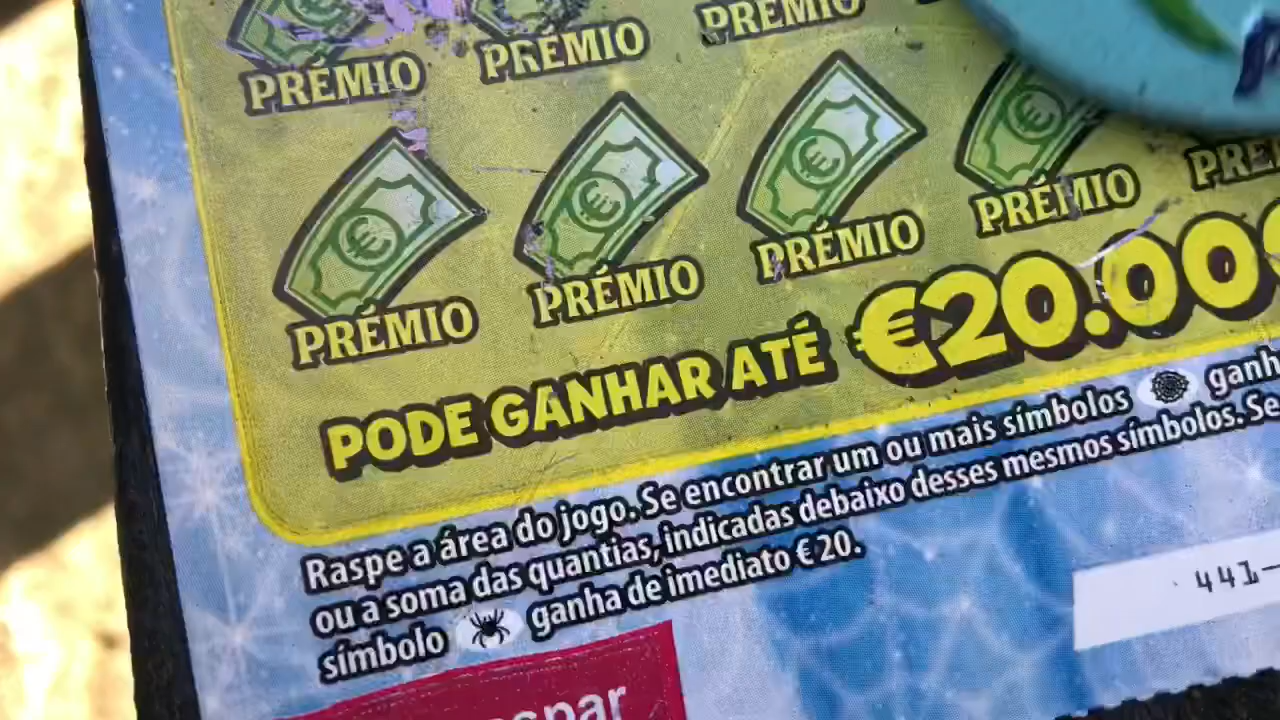 PRÉMIO PRÉMIO PRÉMIO
PRÉMIO PRÉMIO PRÉMIO PRÉMIO
PODE GANHAR ATÉ €20.00
Raspe a área do jogo. Se encontrar um ou mais símbolos ganh
ou a soma das quantias, indicadas debaixo desses mesmos símbolos. Se
símbolo ganha de imediato € 20.
441-
spar